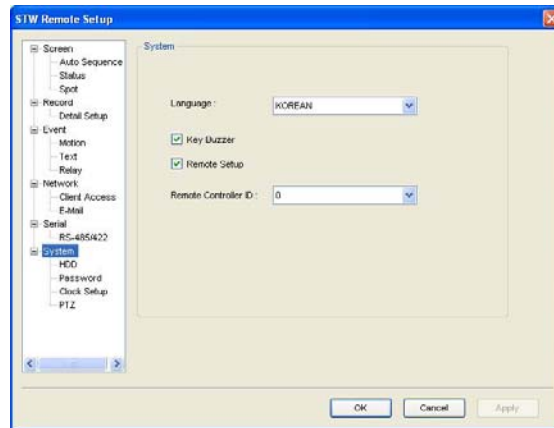 STW Remote Setup
Screen
Auto Sequence
Status
Spot
Record
Detail Setup
Event
Motion
Text
Relay
Network
Client Access
E-Mail
Serial
RS-485/422
System
HDD
Password
Clock Setup
PTZ
System
Language : KOREAN
Key Buzzer
Remote Setup
Remote Controller ID : 0
OK Cancel Apply